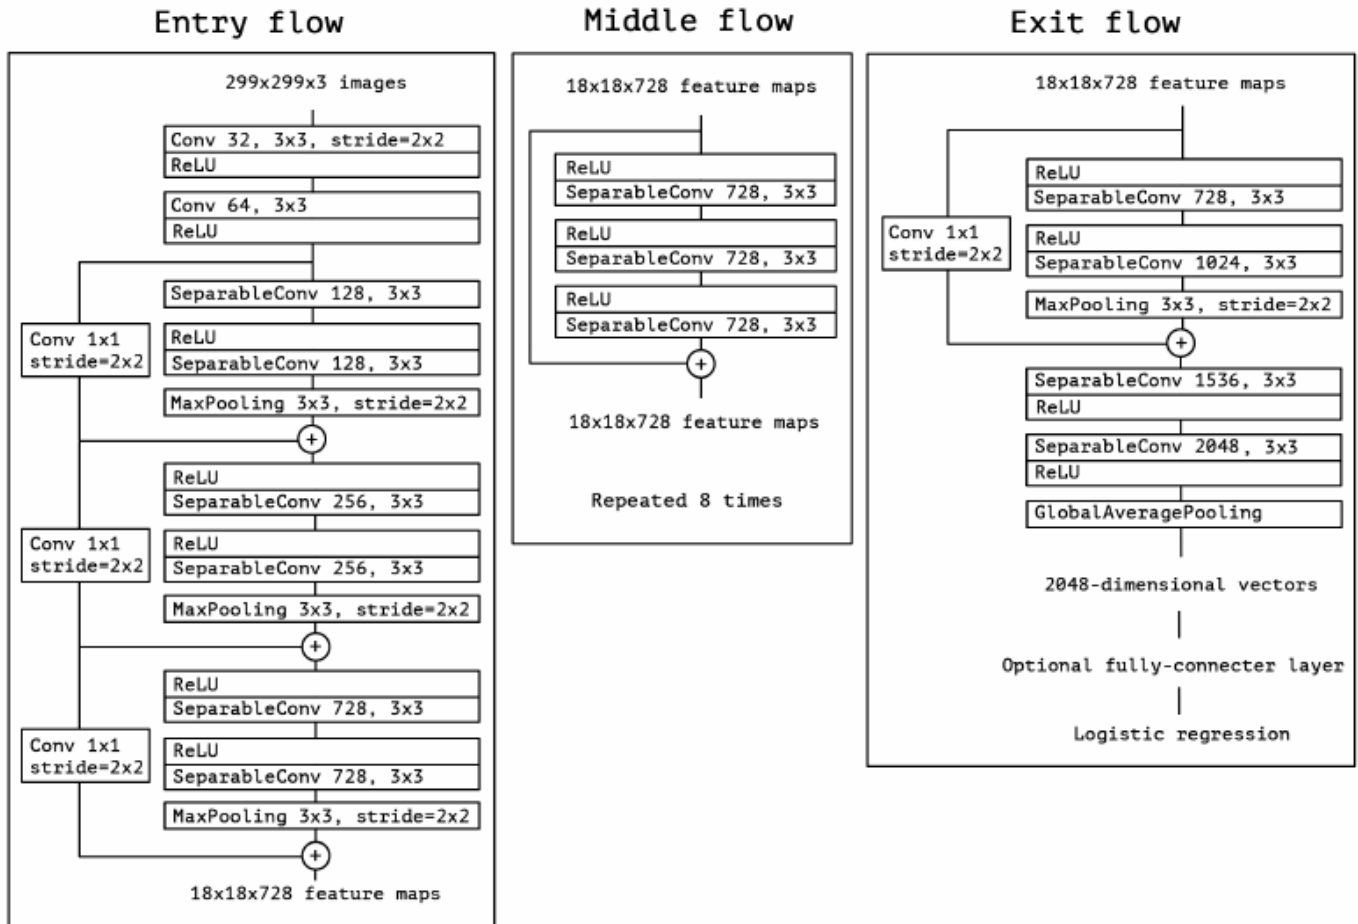 Entry flow
299x299x3 images
Conv 32, 3x3, stride=2x2
ReLU
Conv 64, 3x3
ReLU
SeparableConv 128, 3x3
Conv 1x1
stride=2x2
ReLU
SeparableConv 128, 3x3
MaxPooling 3x3, stride=2x2
+
ReLU
SeparableConv 256, 3x3
Conv 1x1
stride=2x2
ReLU
SeparableConv 256, 3x3
MaxPooling 3x3, stride=2x2
+
ReLU
SeparableConv 728, 3x3
Conv 1x1
stride=2x2
ReLU
SeparableConv 728, 3x3
MaxPooling 3x3, stride=2x2
+
18x18x728 feature maps
Middle flow
18x18x728 feature maps
ReLU
SeparableConv 728, 3x3
ReLU
SeparableConv 728, 3x3
ReLU
SeparableConv 728, 3x3
+
18x18x728 feature maps
Repeated 8 times
Exit flow
18x18x728 feature maps
ReLU
SeparableConv 728, 3x3
Conv 1x1
stride=2x2
ReLU
SeparableConv 1024, 3x3
MaxPooling 3x3, stride=2x2
+
SeparableConv 1536, 3x3
ReLU
SeparableConv 2048, 3x3
ReLU
GlobalAveragePooling
2048-dimensional vectors
Optional fully-connecter layer
Logistic regression